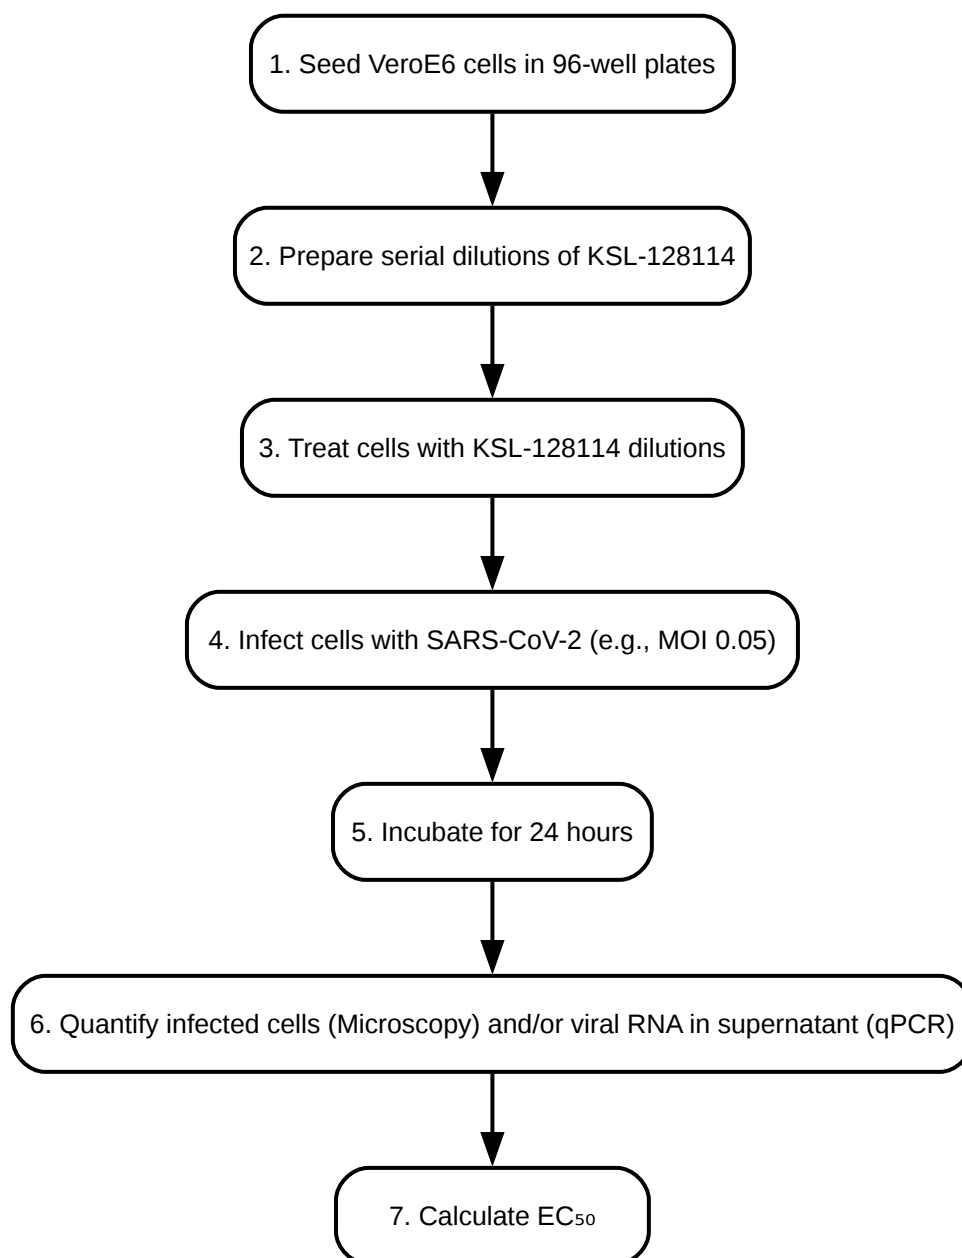 1. Seed VeroE6 cells in 96-well plates
2. Prepare serial dilutions of KSL-128114
3. Treat cells with KSL-128114 dilutions
4. Infect cells with SARS-CoV-2 (e.g., MOI 0.05)
5. Incubate for 24 hours
6. Quantify infected cells (Microscopy) and/or viral RNA in supernatant (qPCR)
7. Calculate EC₅₀